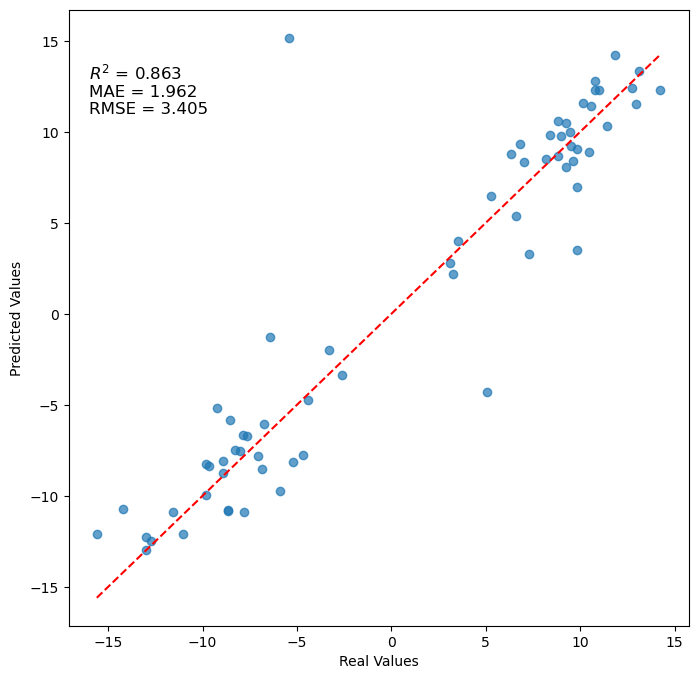 R² = 0.863
MAE = 1.962
RMSE = 3.405
15
10
5
0
−5
−10
−15
Predicted Values
−15 −10 −5 0 5 10 15
Real Values